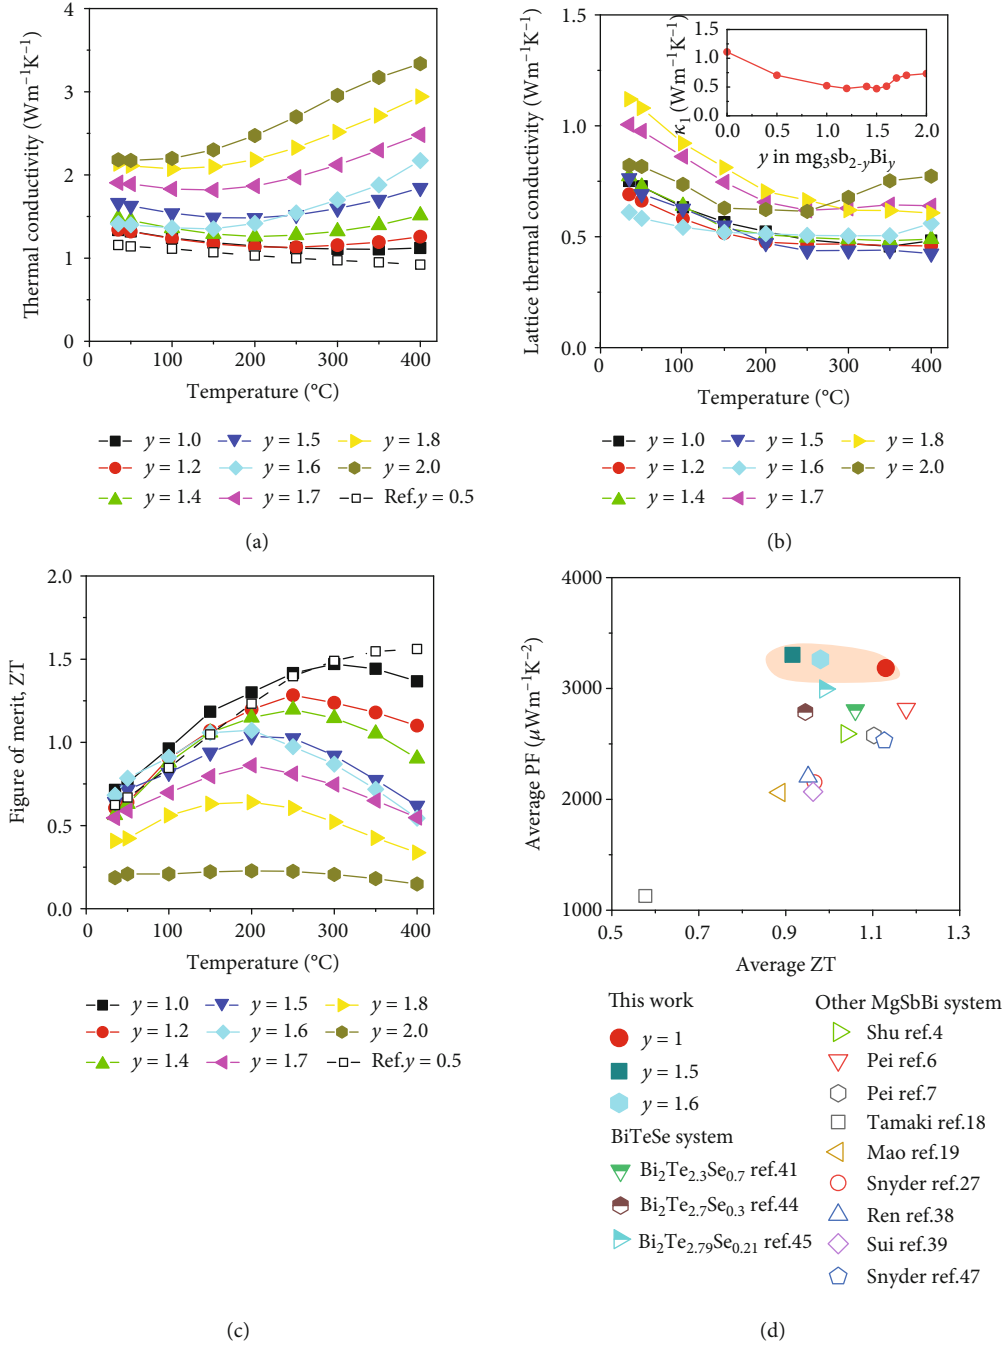 4
3
2
1
0
Thermal conductivity (Wm−1K−1)
0 100 200 300 400
Temperature (°C)
y = 1.0 y = 1.5 y = 1.8
y = 1.2 y = 1.6 y = 2.0
y = 1.4 y = 1.7 Ref.y = 0.5
(a)
1.5
1.0
0.5
0.0
Lattice thermal conductivity (Wm−1K−1)
1.5
1.0
0.5
0.0
κ1 (Wm−1K−1)
0.0 0.5 1.0 1.5 2.0
y in mg3sb2-yBiy
0 100 200 300 400
Temperature (°C)
y = 1.0 y = 1.5 y = 1.8
y = 1.2 y = 1.6 y = 2.0
y = 1.4 y = 1.7
(b)
2.0
1.5
1.0
0.5
0.0
Figure of merit, ZT
0 100 200 300 400
Temperature (°C)
y = 1.0 y = 1.5 y = 1.8
y = 1.2 y = 1.6 y = 2.0
y = 1.4 y = 1.7 Ref.y = 0.5
(c)
4000
3000
2000
1000
Average PF (μWm−1K−2)
0.5 0.7 0.9 1.1 1.3
Average ZT
This work
y = 1
y = 1.5
y = 1.6
BiTeSe system
Bi2Te2.3Se0.7 ref.41
Bi2Te2.7Se0.3 ref.44
Bi2Te2.79Se0.21 ref.45
Other MgSbBi system
Shu ref.4
Pei ref.6
Pei ref.7
Tamaki ref.18
Mao ref.19
Snyder ref.27
Ren ref.38
Sui ref.39
Snyder ref.47
(d)